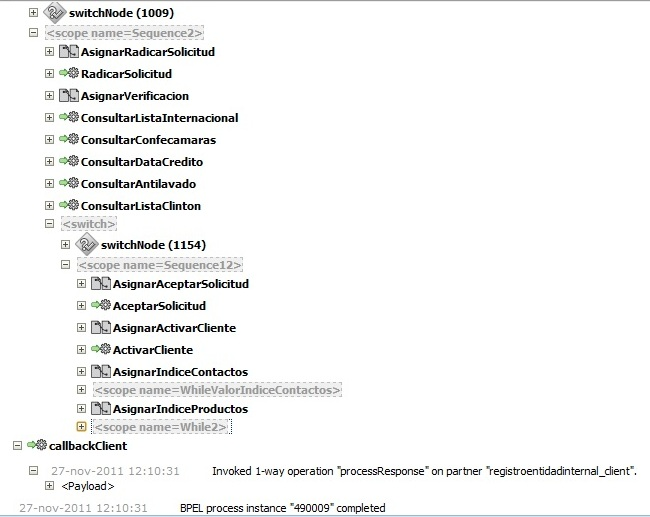 switchNode (1009)
<scope name=Sequence2>
AsignarRadicarSolicitud
RadicarSolicitud
AsignarVerificacion
ConsultarListaInternacional
ConsultarConfecamaras
ConsultarDataCredito
ConsultarAntilavado
ConsultarListaClinton
<switch>
switchNode (1154)
<scope name=Sequence12>
AsignarAceptarSolicitud
AceptarSolicitud
AsignarActivarCliente
ActivarCliente
AsignarIndiceContactos
<scope name=WhileValorIndiceContactos>
AsignarIndiceProductos
<scope name=While2>
callbackClient
27-nov-2011 12:10:31 Invoked 1-way operation "processResponse" on partner "registroentidadinternal_client".
<Payload>
27-nov-2011 12:10:31 BPEL process instance "490009" completed